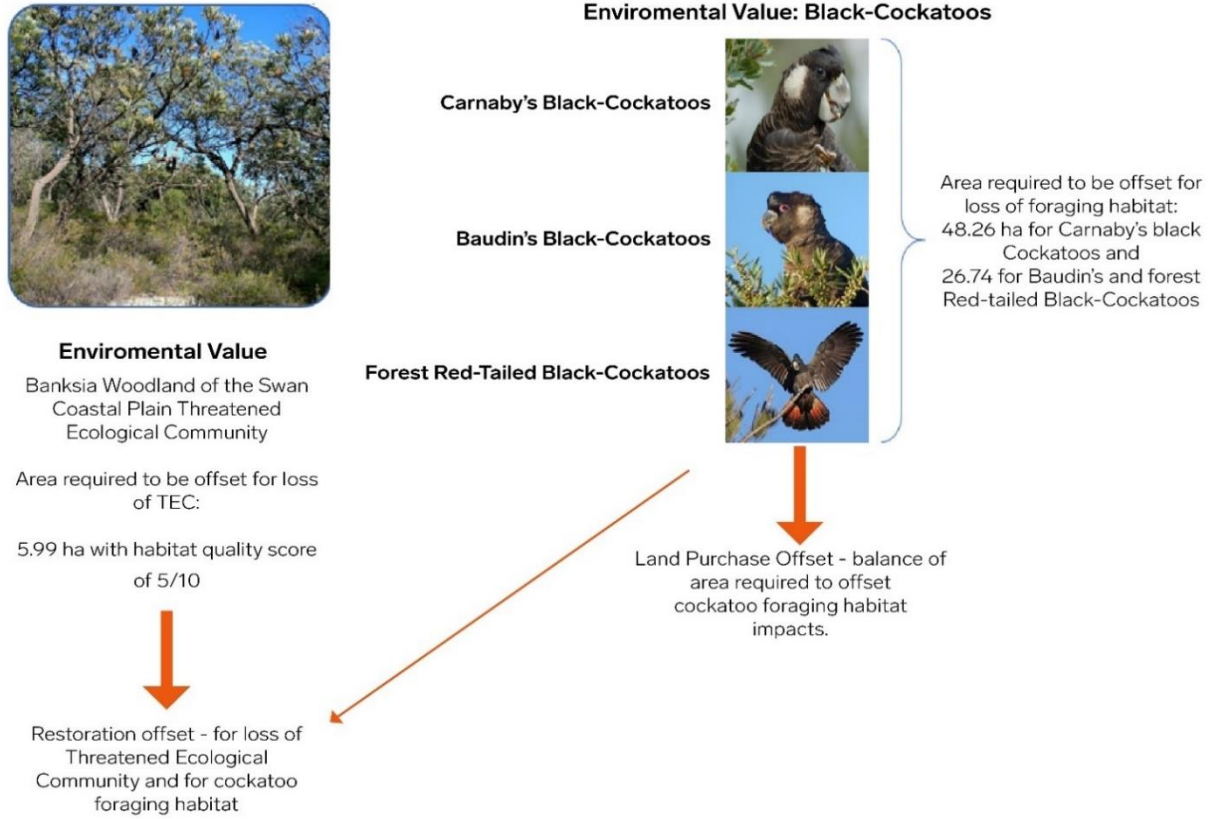 Enviromental Value: Black-Cockatoos
Carnaby's Black-Cockatoos
Baudin's Black-Cockatoos
Forest Red-Tailed Black-Cockatoos
Area required to be offset for
loss of foraging habitat:
48.26 ha for Carnaby's black
Cockatoos and
26.74 for Baudin's and forest
Red-tailed Black-Cockatoos
Enviromental Value
Banksia Woodland of the Swan
Coastal Plain Threatened
Ecological Community
Area required to be offset for loss
of TEC:
5.99 ha with habitat quality score
of 5/10
Land Purchase Offset - balance of
area required to offset
cockatoo foraging habitat
impacts.
Restoration offset - for loss of
Threatened Ecological
Community and for cockatoo
foraging habitat